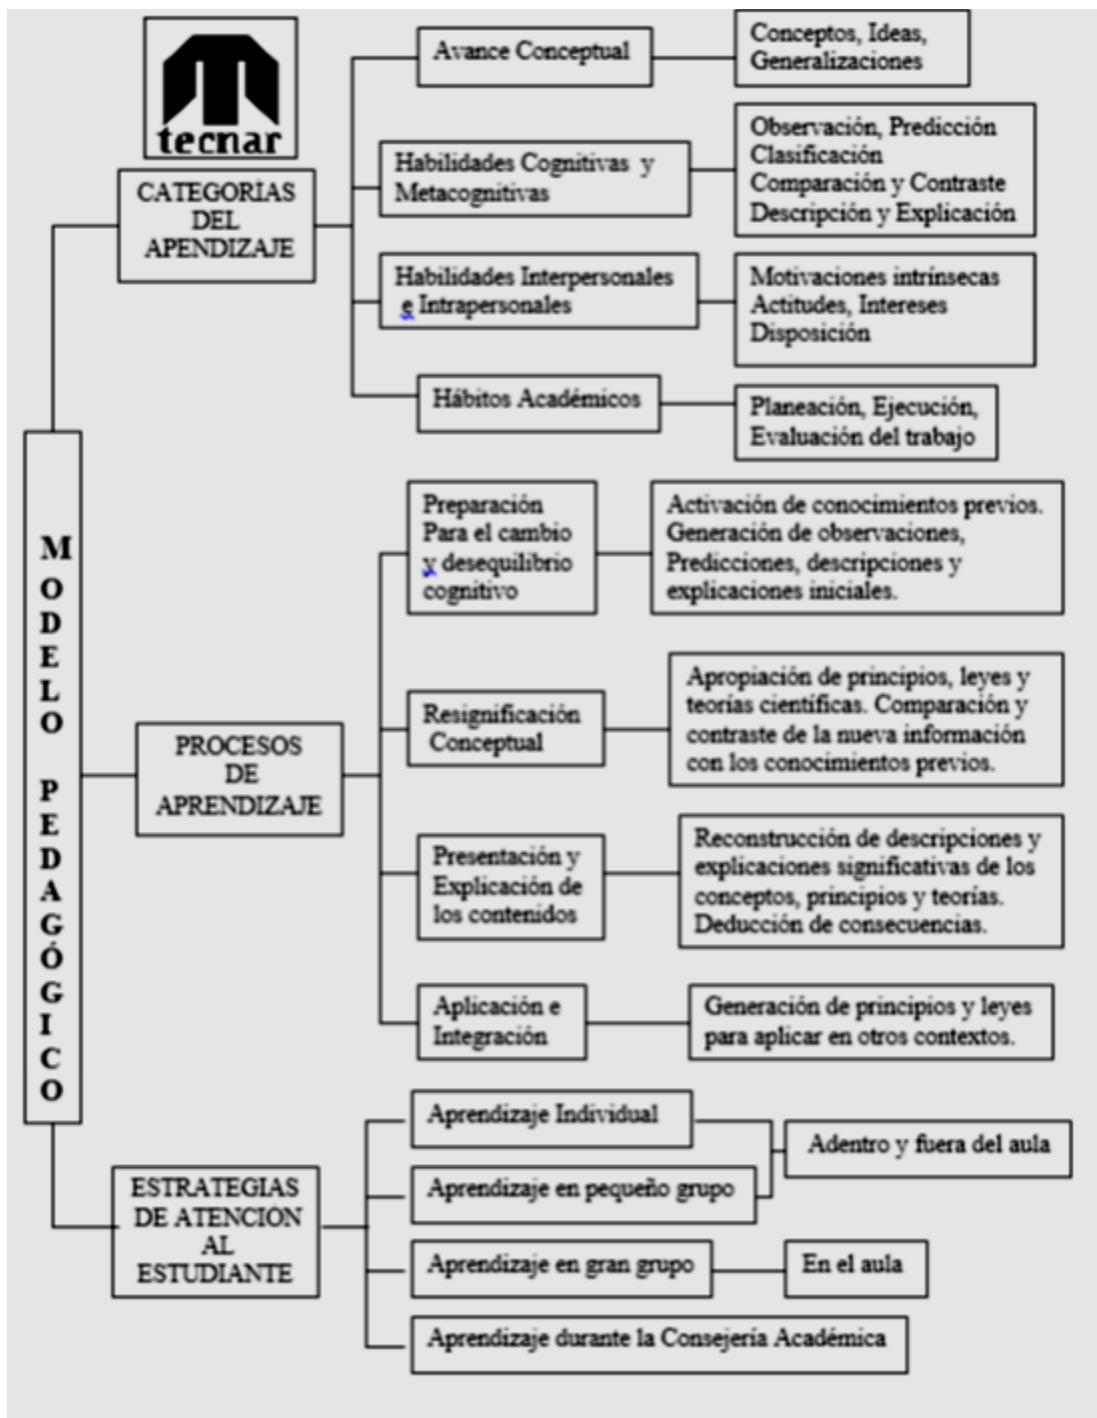 tecnar
CATEGORÍAS
DEL
APENDIZAJE
Avance Conceptual
Conceptos, Ideas,
Generalizaciones
Habilidades Cognitivas y
Metacognitivas
Observación, Predicción
Clasificación
Comparación y Contraste
Descripción y Explicación
Habilidades Interpersonales
e Intrapersonales
Motivaciones intrínsecas
Actitudes, Intereses
Disposición
Hábitos Académicos
Planeación, Ejecución,
Evaluación del trabajo
MODELO PEDAGÓGICO
PROCESOS
DE
APRENDIZAJE
Preparación
Para el cambio
y desequilibrio
cognitivo
Activación de conocimientos previos.
Generación de observaciones,
Predicciones, descripciones y
explicaciones iniciales.
Resignificación
Conceptual
Apropiación de principios, leyes y
teorías científicas. Comparación y
contraste de la nueva información
con los conocimientos previos.
Presentación y
Explicación de
los contenidos
Reconstrucción de descripciones y
explicaciones significativas de los
conceptos, principios y teorías.
Deducción de consecuencias.
Aplicación e
Integración
Generación de principios y leyes
para aplicar en otros contextos.
ESTRATEGIAS
DE ATENCIÓN
AL
ESTUDIANTE
Aprendizaje Individual
Aprendizaje en pequeño grupo
Adentro y fuera del aula
Aprendizaje en gran grupo
En el aula
Aprendizaje durante la Consejería Académica